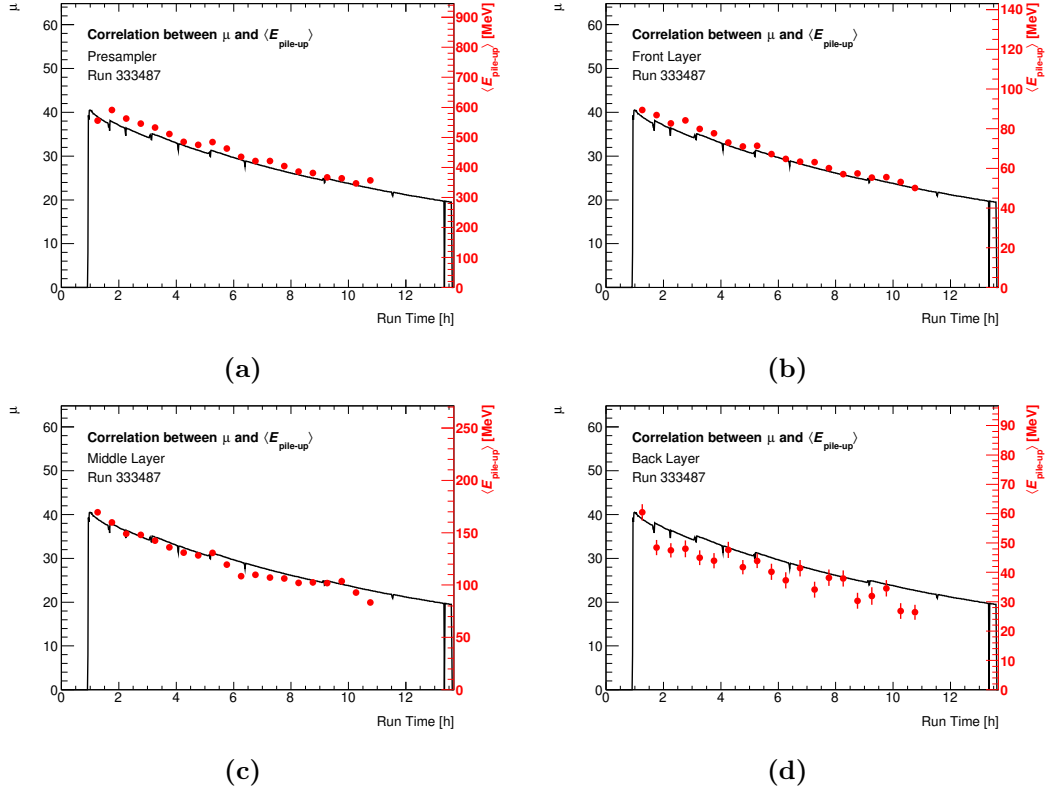 μ
⟨E_pile-up⟩ [MeV]
Correlation between μ and ⟨E_pile-up⟩
Presampler
Run 333487
60
50
40
30
20
10
0
900
800
700
600
500
400
300
200
100
0
0 2 4 6 8 10 12
Run Time [h]
(a)
μ
⟨E_pile-up⟩ [MeV]
Correlation between μ and ⟨E_pile-up⟩
Front Layer
Run 333487
60
50
40
30
20
10
0
140
120
100
80
60
40
20
0
0 2 4 6 8 10 12
Run Time [h]
(b)
μ
⟨E_pile-up⟩ [MeV]
Correlation between μ and ⟨E_pile-up⟩
Middle Layer
Run 333487
60
50
40
30
20
10
0
250
200
150
100
50
0
0 2 4 6 8 10 12
Run Time [h]
(c)
μ
⟨E_pile-up⟩ [MeV]
Correlation between μ and ⟨E_pile-up⟩
Back Layer
Run 333487
60
50
40
30
20
10
0
90
80
70
60
50
40
30
20
10
0
0 2 4 6 8 10 12
Run Time [h]
(d)